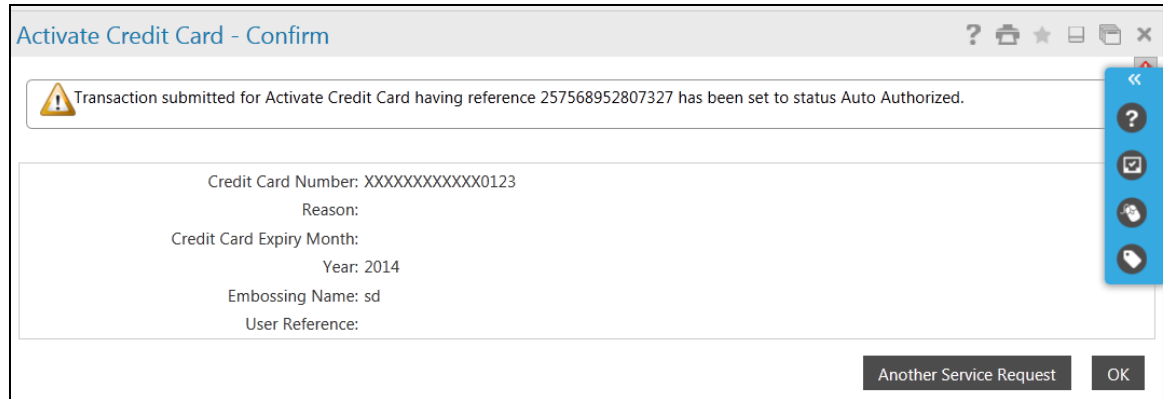 Activate Credit Card - Confirm
Transaction submitted for Activate Credit Card having reference 257568952807327 has been set to status Auto Authorized.
Credit Card Number: XXXXXXXXXXXX0123
Reason:
Credit Card Expiry Month:
Year: 2014
Embossing Name: sd
User Reference:
Another Service Request OK